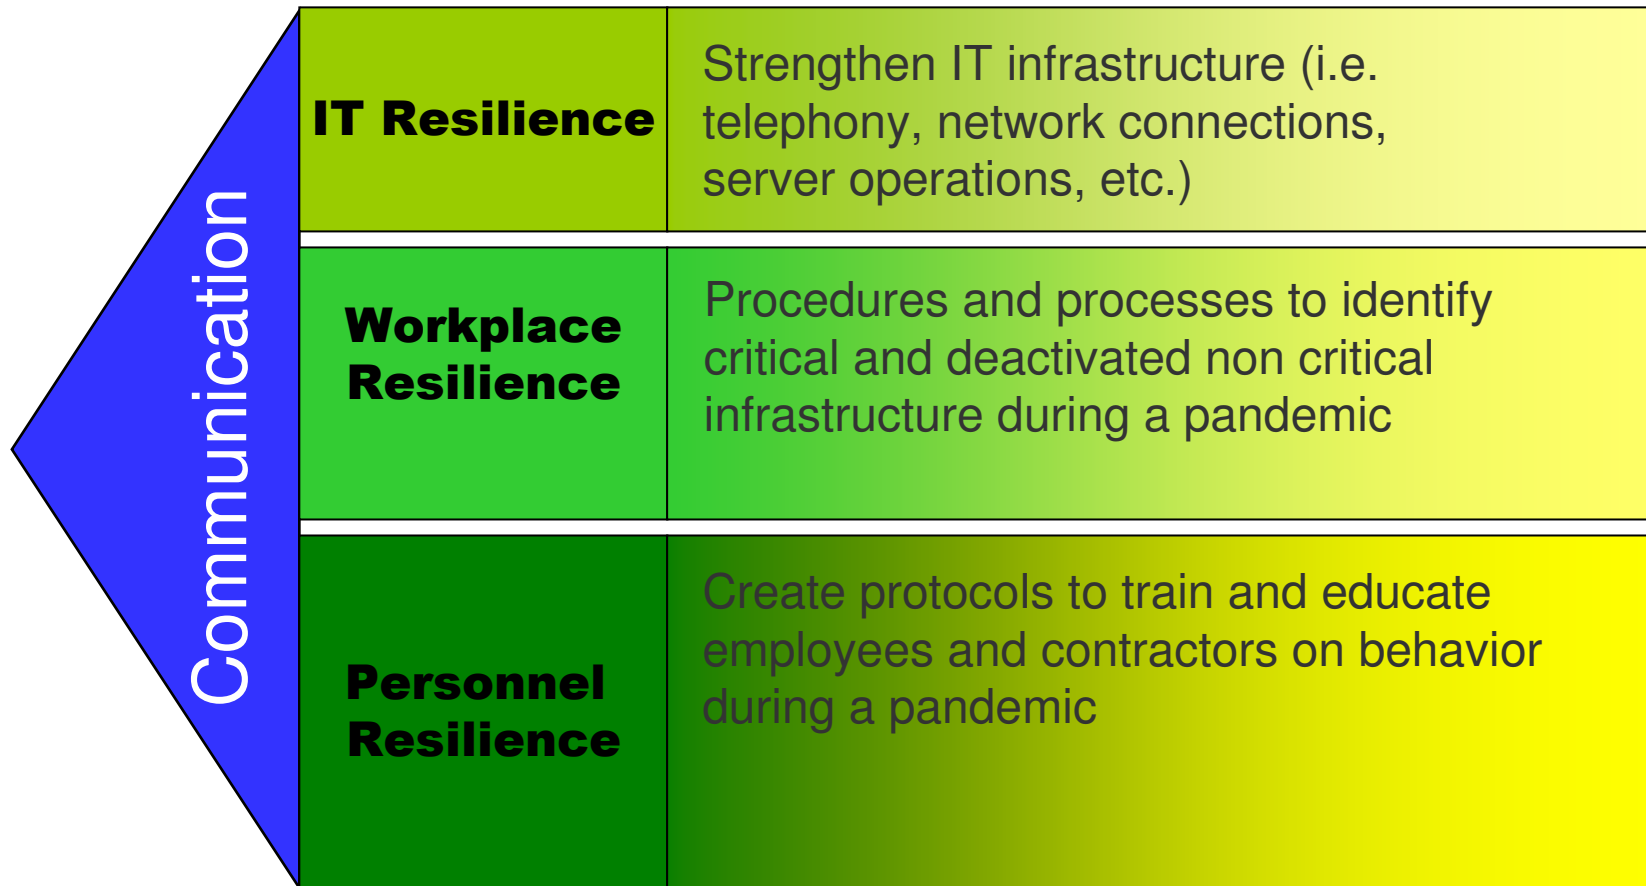 Communication
IT Resilience
Strengthen IT infrastructure (i.e.
telephony, network connections,
server operations, etc.)
Workplace
Resilience
Procedures and processes to identify
critical and deactivated non critical
infrastructure during a pandemic
Personnel
Resilience
Create protocols to train and educate
employees and contractors on behavior
during a pandemic